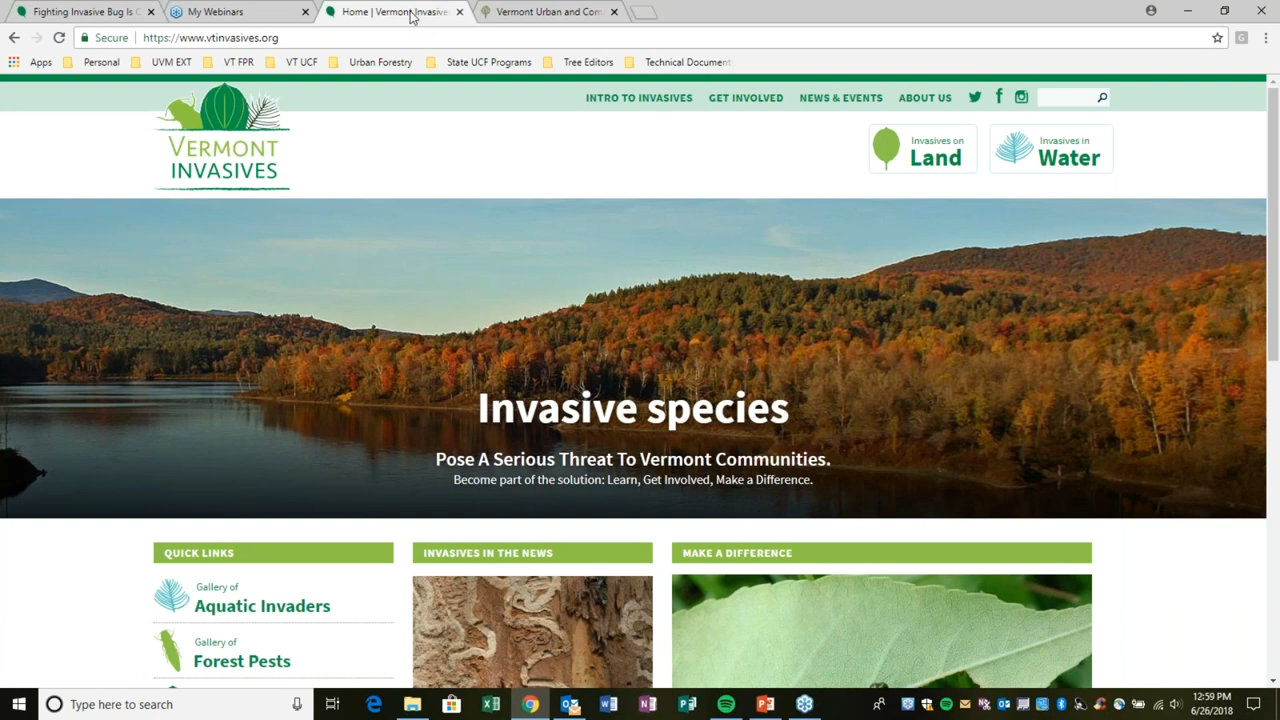 Fighting Invasive Bug Is
My Webinars
Home | Vermont Invasives
Vermont Urban and Com
Secure
https://www.vtinvasives.org
Apps
Personal
UVM EXT
VT FPR
VT UCF
Urban Forestry
State UCF Programs
Tree Editors
Technical Document
INTRO TO INVASIVES
GET INVOLVED
NEWS & EVENTS
ABOUT US
VERMONT
INVASIVES
Invasives on
Land
Invasives in
Water
Invasive species
Pose A Serious Threat To Vermont Communities.
Become part of the solution: Learn, Get Involved, Make a Difference.
QUICK LINKS
INVASIVES IN THE NEWS
MAKE A DIFFERENCE
Gallery of
Aquatic Invaders
Gallery of
Forest Pests
Type here to search
12:59 PM
6/26/2018